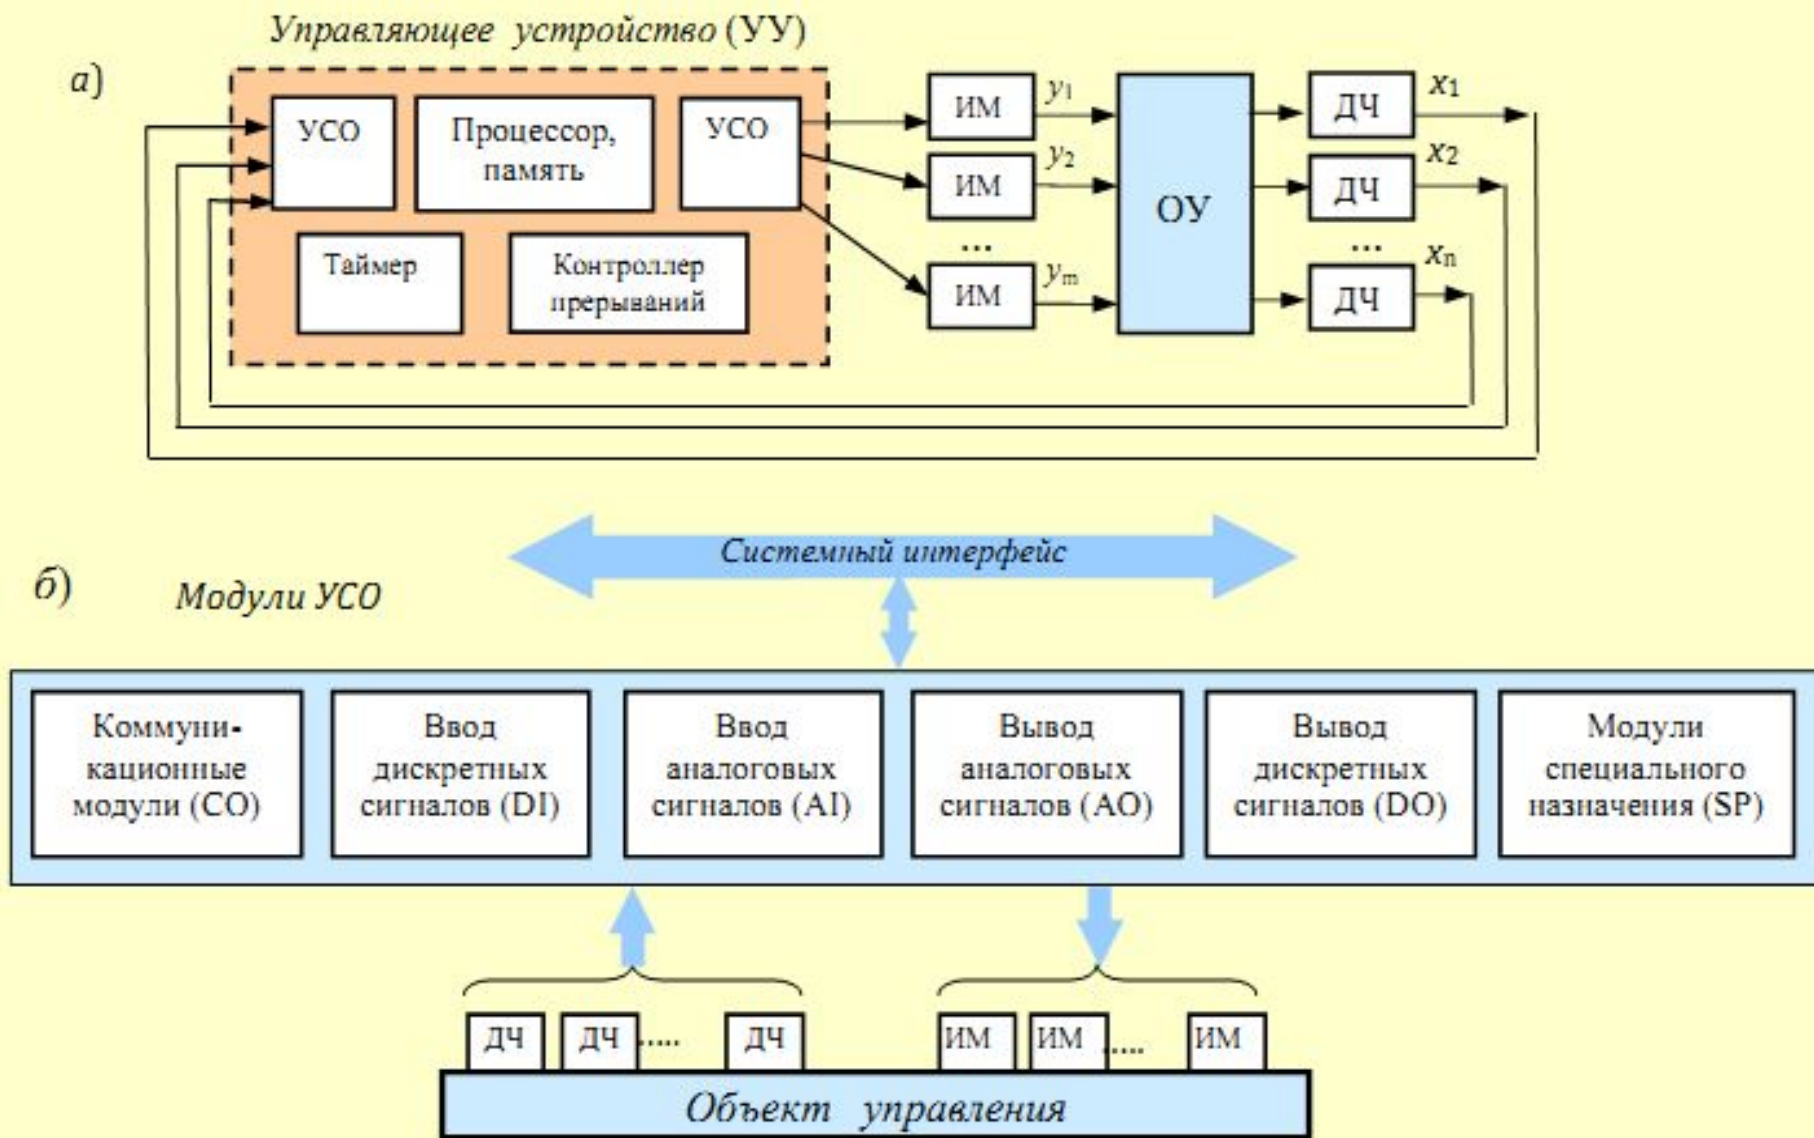 Управляющее устройство (УУ)
а)
УСО
Процессор,
память
УСО
Таймер
Контроллер
прерываний
ИМ
y1
ИМ
y2
...
ИМ
ym
ОУ
ДЧ
x1
ДЧ
x2
...
ДЧ
xn
Системный интерфейс
б)
Модули УСО
Коммуни-
кационные
модули (CO)
Ввод
дискретных
сигналов (DI)
Ввод
аналоговых
сигналов (AI)
Вывод
аналоговых
сигналов (AO)
Вывод
дискретных
сигналов (DO)
Модули
специального
назначения (SP)
ДЧ ДЧ ..... ДЧ
ИМ ИМ ..... ИМ
Объект управления